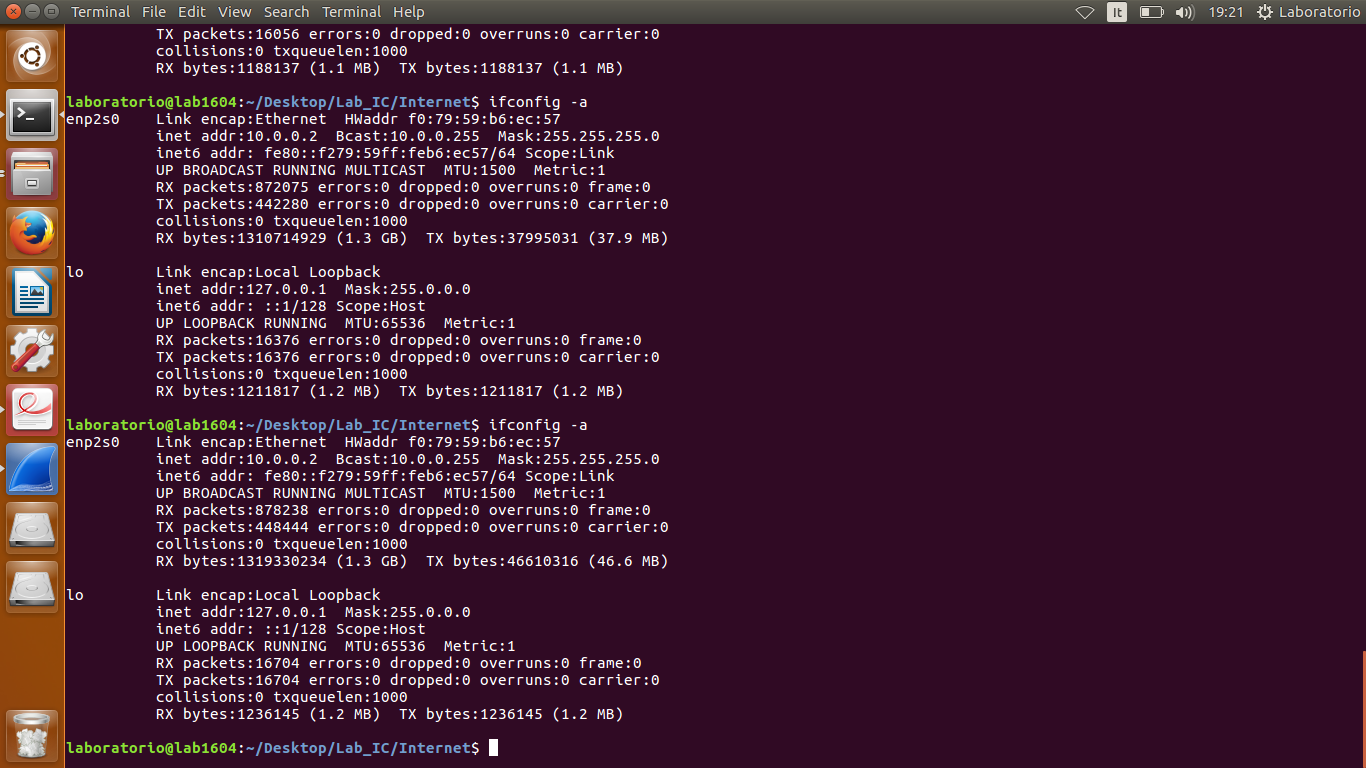 Terminal File Edit View Search Terminal Help It 19:21 Laboratorio
TX packets:16056 errors:0 dropped:0 overruns:0 carrier:0
collisions:0 txqueuelen:1000
RX bytes:1188137 (1.1 MB)  TX bytes:1188137 (1.1 MB)
laboratorio@lab1604:~/Desktop/Lab_IC/Internet$ ifconfig -a
enp2s0    Link encap:Ethernet  HWaddr f0:79:59:b6:ec:57
inet addr:10.0.0.2  Bcast:10.0.0.255  Mask:255.255.255.0
inet6 addr: fe80::f279:59ff:feb6:ec57/64 Scope:Link
UP BROADCAST RUNNING MULTICAST  MTU:1500  Metric:1
RX packets:872075 errors:0 dropped:0 overruns:0 frame:0
TX packets:442280 errors:0 dropped:0 overruns:0 carrier:0
collisions:0 txqueuelen:1000
RX bytes:1310714929 (1.3 GB)  TX bytes:37995031 (37.9 MB)
lo        Link encap:Local Loopback
inet addr:127.0.0.1  Mask:255.0.0.0
inet6 addr: ::1/128 Scope:Host
UP LOOPBACK RUNNING  MTU:65536  Metric:1
RX packets:16376 errors:0 dropped:0 overruns:0 frame:0
TX packets:16376 errors:0 dropped:0 overruns:0 carrier:0
collisions:0 txqueuelen:1000
RX bytes:1211817 (1.2 MB)  TX bytes:1211817 (1.2 MB)
laboratorio@lab1604:~/Desktop/Lab_IC/Internet$ ifconfig -a
enp2s0    Link encap:Ethernet  HWaddr f0:79:59:b6:ec:57
inet addr:10.0.0.2  Bcast:10.0.0.255  Mask:255.255.255.0
inet6 addr: fe80::f279:59ff:feb6:ec57/64 Scope:Link
UP BROADCAST RUNNING MULTICAST  MTU:1500  Metric:1
RX packets:878238 errors:0 dropped:0 overruns:0 frame:0
TX packets:448444 errors:0 dropped:0 overruns:0 carrier:0
collisions:0 txqueuelen:1000
RX bytes:1319330234 (1.3 GB)  TX bytes:46610316 (46.6 MB)
lo        Link encap:Local Loopback
inet addr:127.0.0.1  Mask:255.0.0.0
inet6 addr: ::1/128 Scope:Host
UP LOOPBACK RUNNING  MTU:65536  Metric:1
RX packets:16704 errors:0 dropped:0 overruns:0 frame:0
TX packets:16704 errors:0 dropped:0 overruns:0 carrier:0
collisions:0 txqueuelen:1000
RX bytes:1236145 (1.2 MB)  TX bytes:1236145 (1.2 MB)
laboratorio@lab1604:~/Desktop/Lab_IC/Internet$